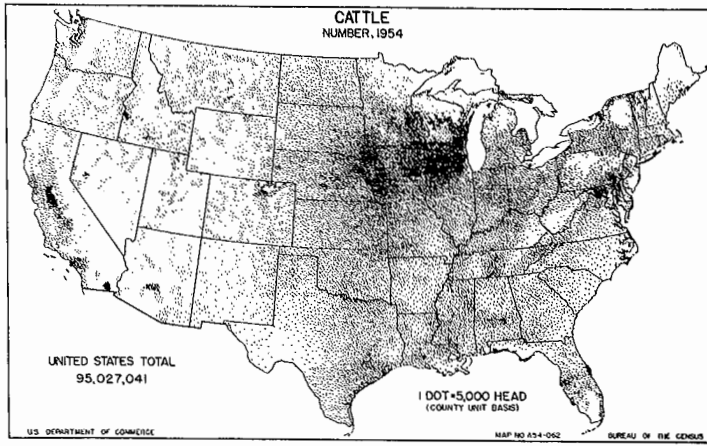 CATTLE
NUMBER, 1954
UNITED STATES TOTAL
95,027,041
1 DOT=5,000 HEAD
(COUNTY UNIT BASIS)
U.S. DEPARTMENT OF COMMERCE
MAP NO A54-062
BUREAU OF THE CENSUS